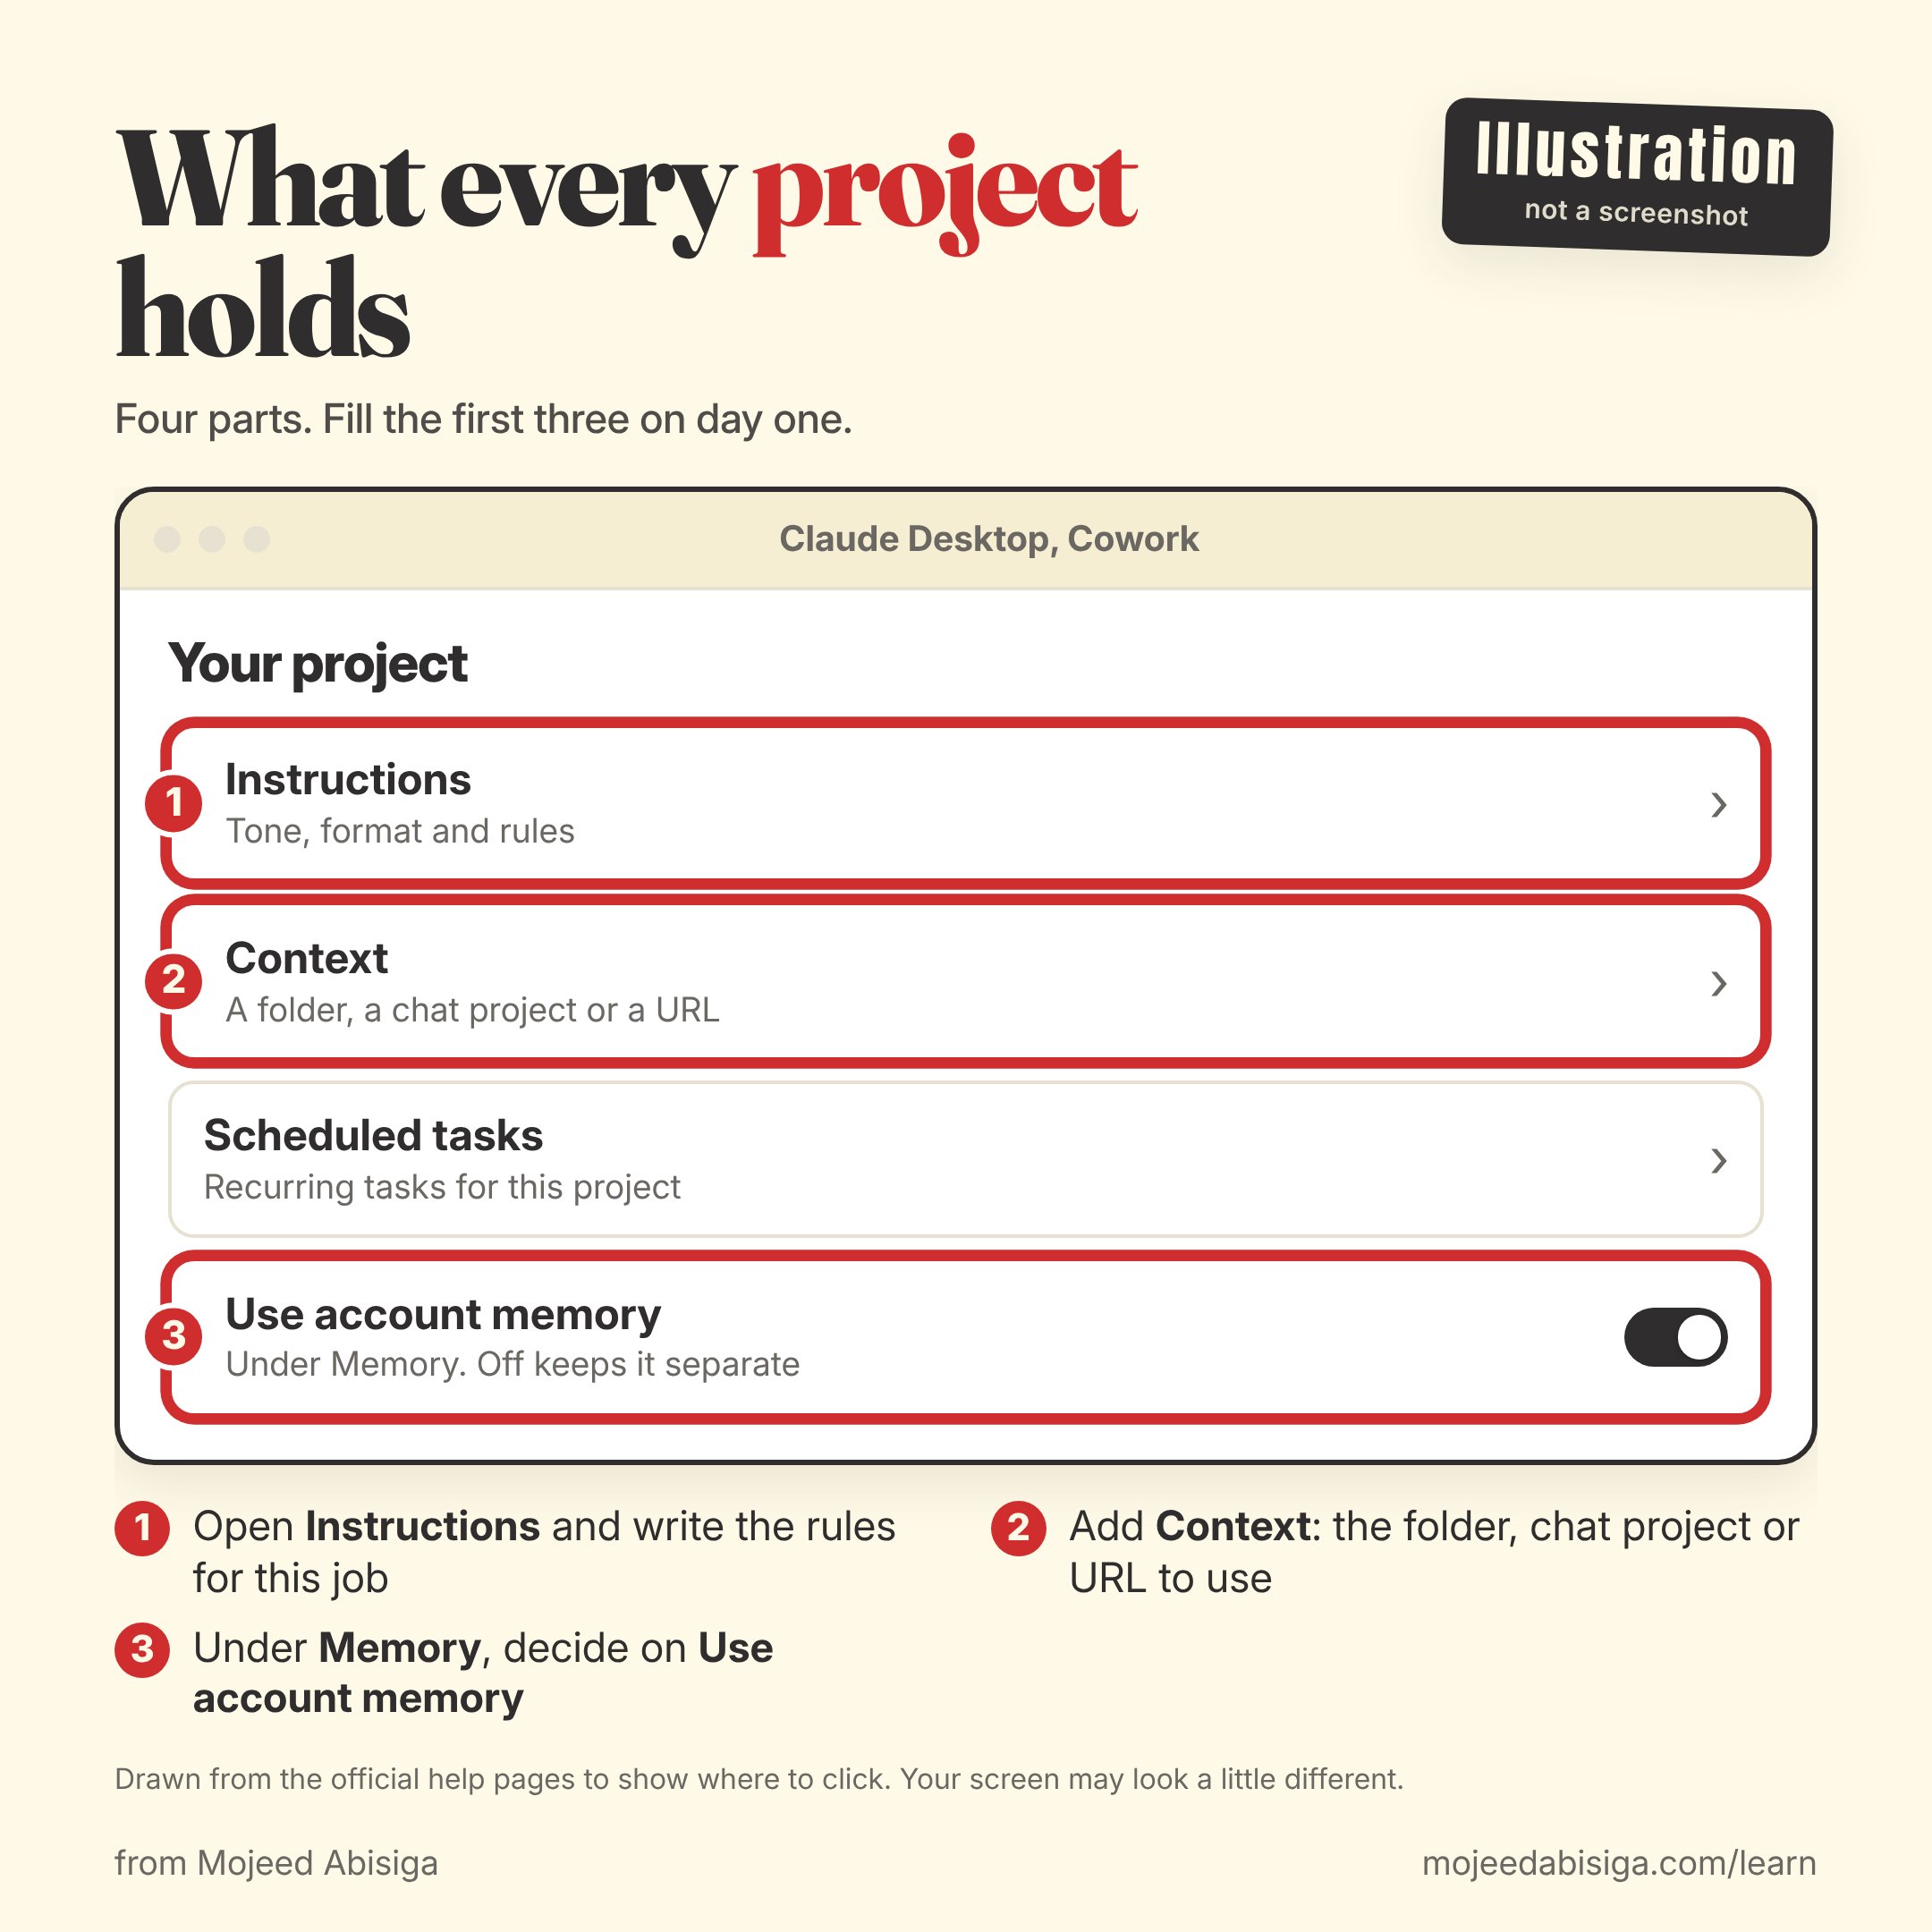 What every project
holds
Illustration
not a screenshot
Four parts. Fill the first three on day one.
Claude Desktop, Cowork
Your project
1
Instructions
Tone, format and rules
›
2
Context
A folder, a chat project or a URL
›
Scheduled tasks
Recurring tasks for this project
›
3
Use account memory
Under Memory. Off keeps it separate
1 Open Instructions and write the rules
for this job
2 Add Context: the folder, chat project or
URL to use
3 Under Memory, decide on Use
account memory
Drawn from the official help pages to show where to click. Your screen may look a little different.
from Mojeed Abisiga
mojeedabisiga.com/learn